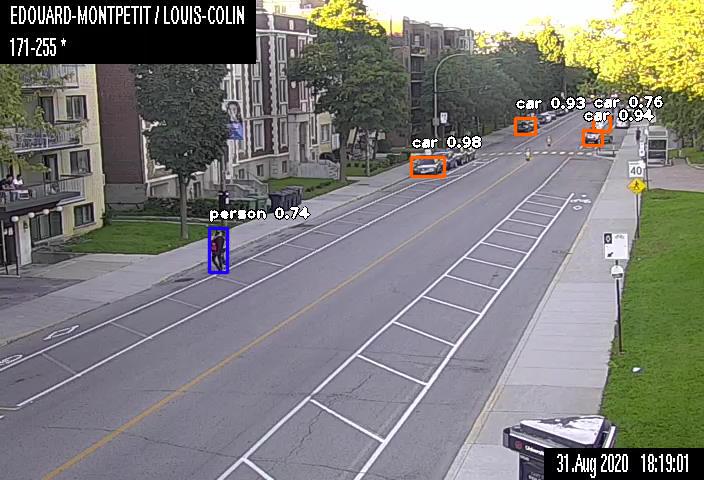 EDOUARD-MONTPETIT / LOUIS-COLIN
171-255 *
car 0.93
car 0.76
car 0.94
car 0.98
40
person 0.74
31.Aug 2020 18:19:01